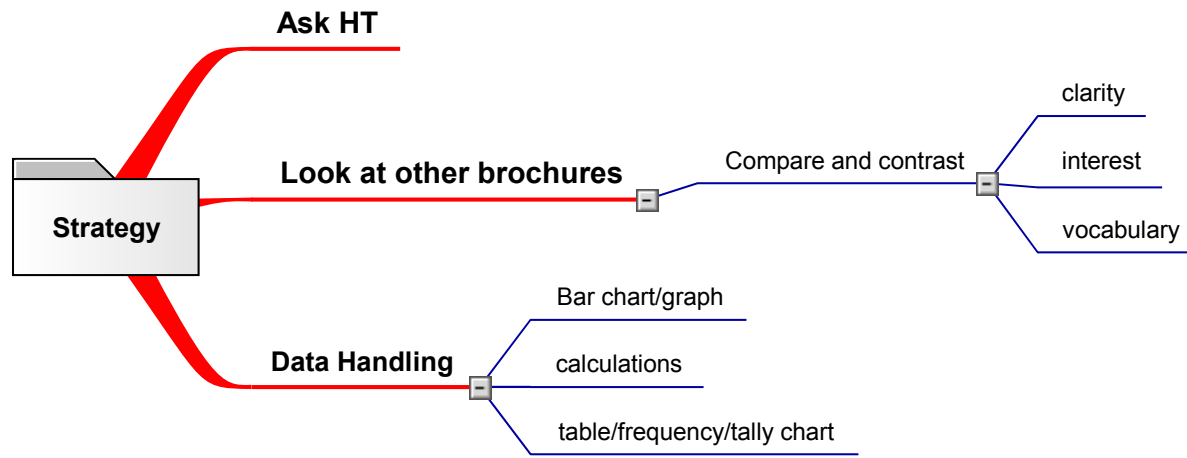 Strategy
Ask HT
Look at other brochures
Compare and contrast
clarity
interest
vocabulary
Data Handling
Bar chart/graph
calculations
table/frequency/tally chart